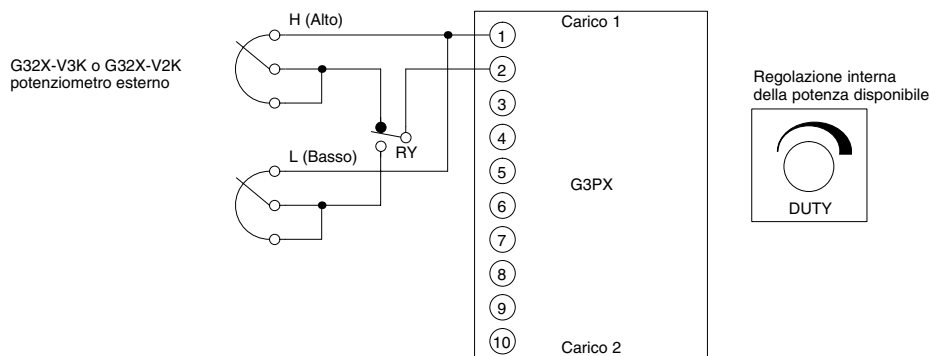 H (Alto)
G32X-V3K o G32X-V2K
potenziometro esterno
L (Basso)
RY
Carico 1
1
2
3
4
5
6
7
8
9
10
G3PX
Carico 2
Regolazione interna
della potenza disponibile
DUTY